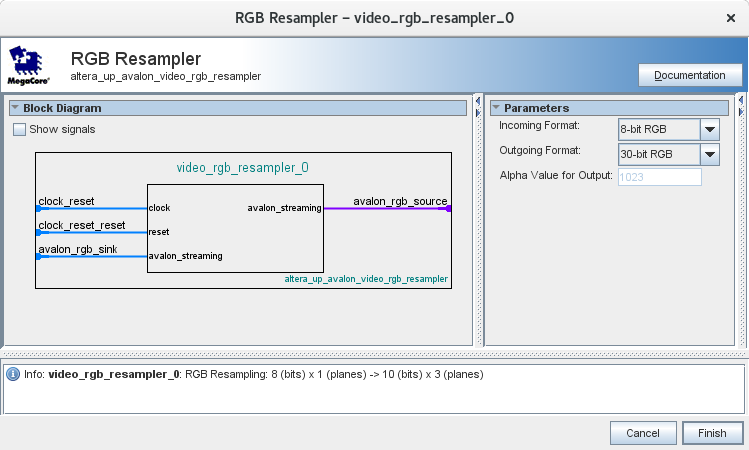 RGB Resampler – video_rgb_resampler_0
MegaCore®
RGB Resampler
altera_up_avalon_video_rgb_resampler
Documentation
Block Diagram
Show signals
video_rgb_resampler_0
clock_reset
clock
avalon_streaming
avalon_rgb_source
clock_reset_reset
reset
avalon_rgb_sink
avalon_streaming
altera_up_avalon_video_rgb_resampler
Parameters
Incoming Format: 8-bit RGB
Outgoing Format: 30-bit RGB
Alpha Value for Output: 1023
Info: video_rgb_resampler_0: RGB Resampling: 8 (bits) x 1 (planes) -> 10 (bits) x 3 (planes)
Cancel
Finish